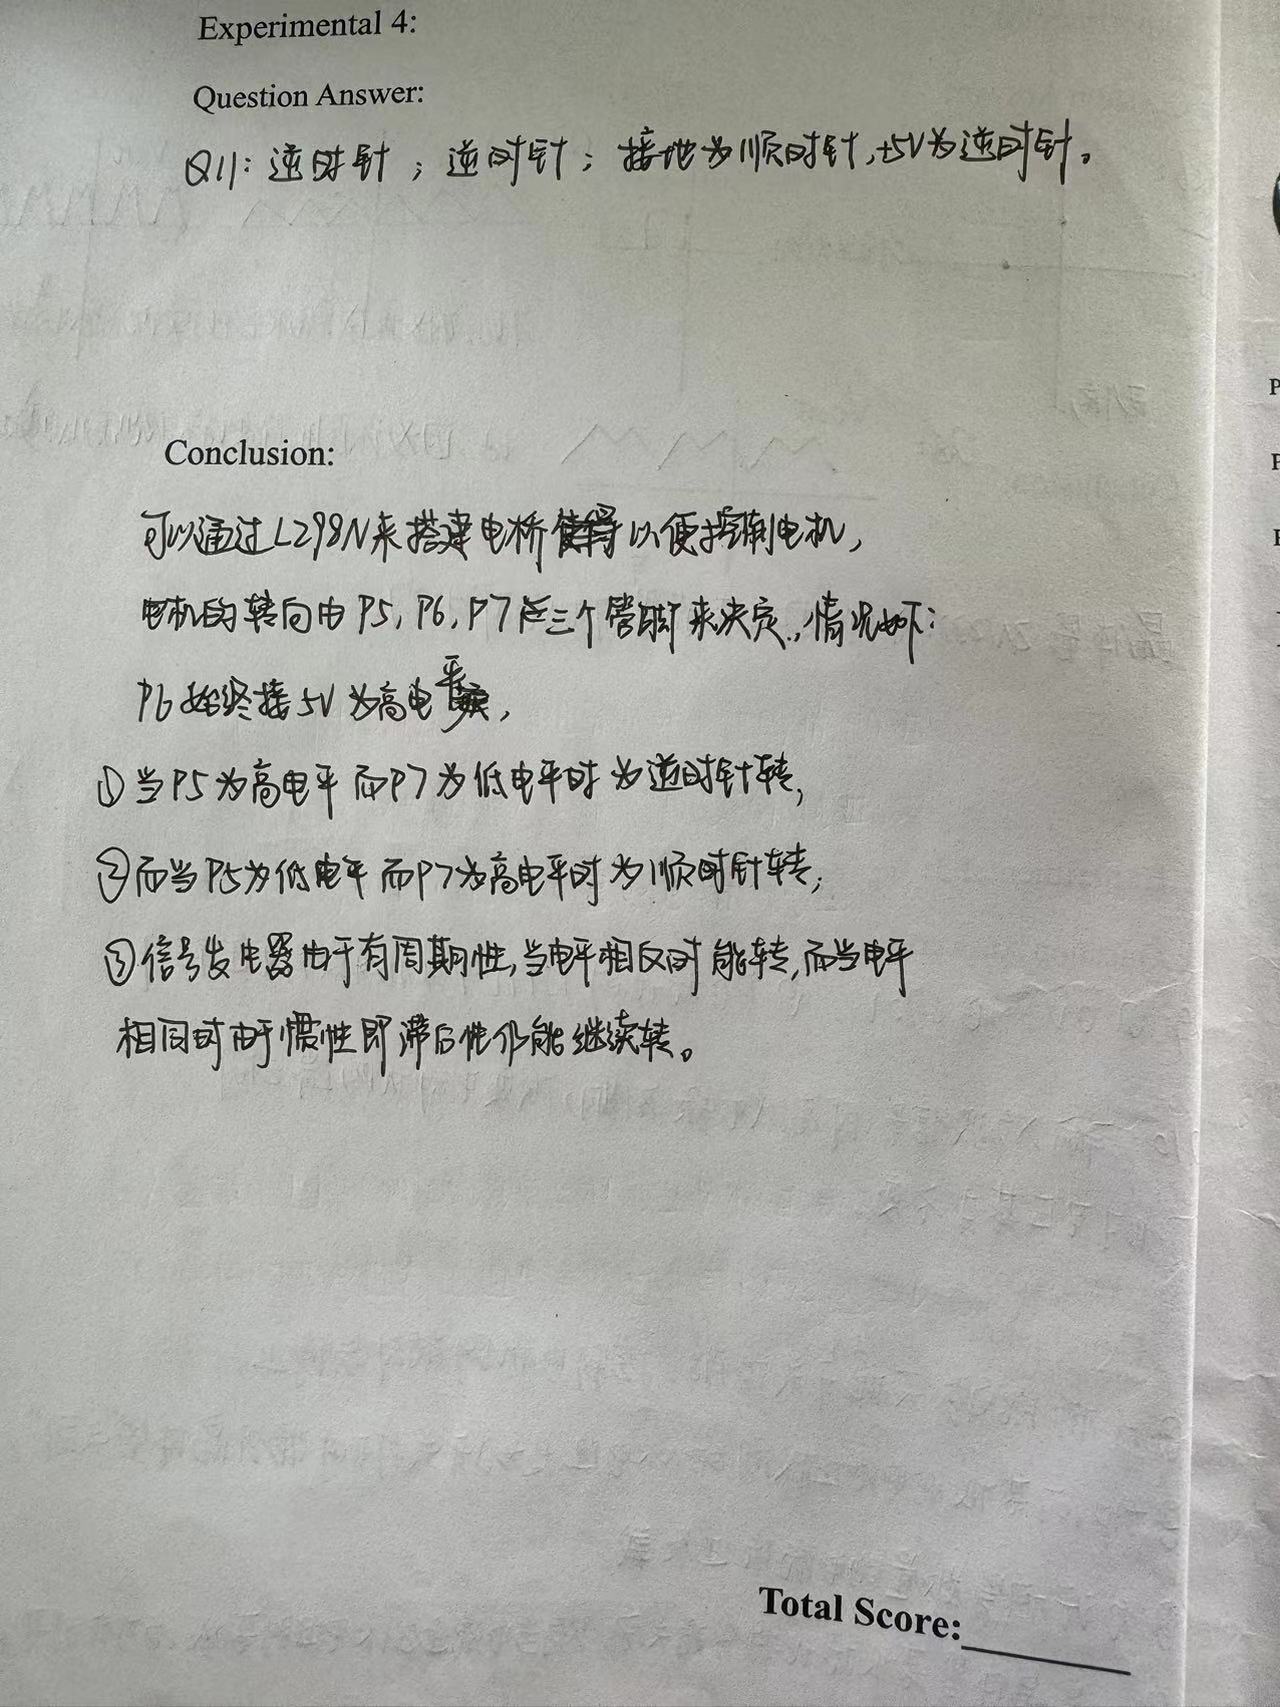 Experimental 4:
Question Answer:
Q11: 逆时针；逆时针；接地为顺时针,+5V为逆时针。
Conclusion:
可以通过L298N来搭建电桥 以便控制电机，
电机的转向由P5, P6, P7这三个管脚来决定，情况如下：
P6始终接5V为高电平，
①当P5为高电平而P7为低电平时为逆时针转，
②而当P5为低电平而P7为高电平时为顺时针转；
③信号发电器由于有周期性,当电平相反时能转,而当电平
相同时由于惯性即滞后性仍能继续转。
Total Score: